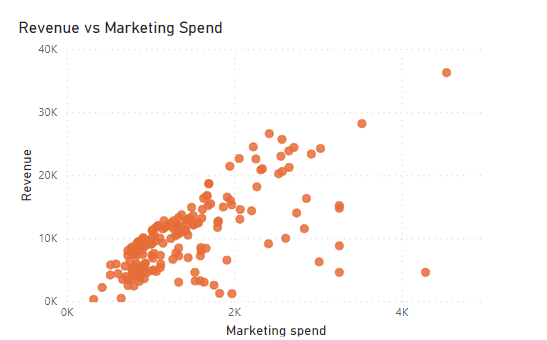 Revenue vs Marketing Spend
40K
30K
20K
10K
0K
Revenue
0K
2K
4K
Marketing spend